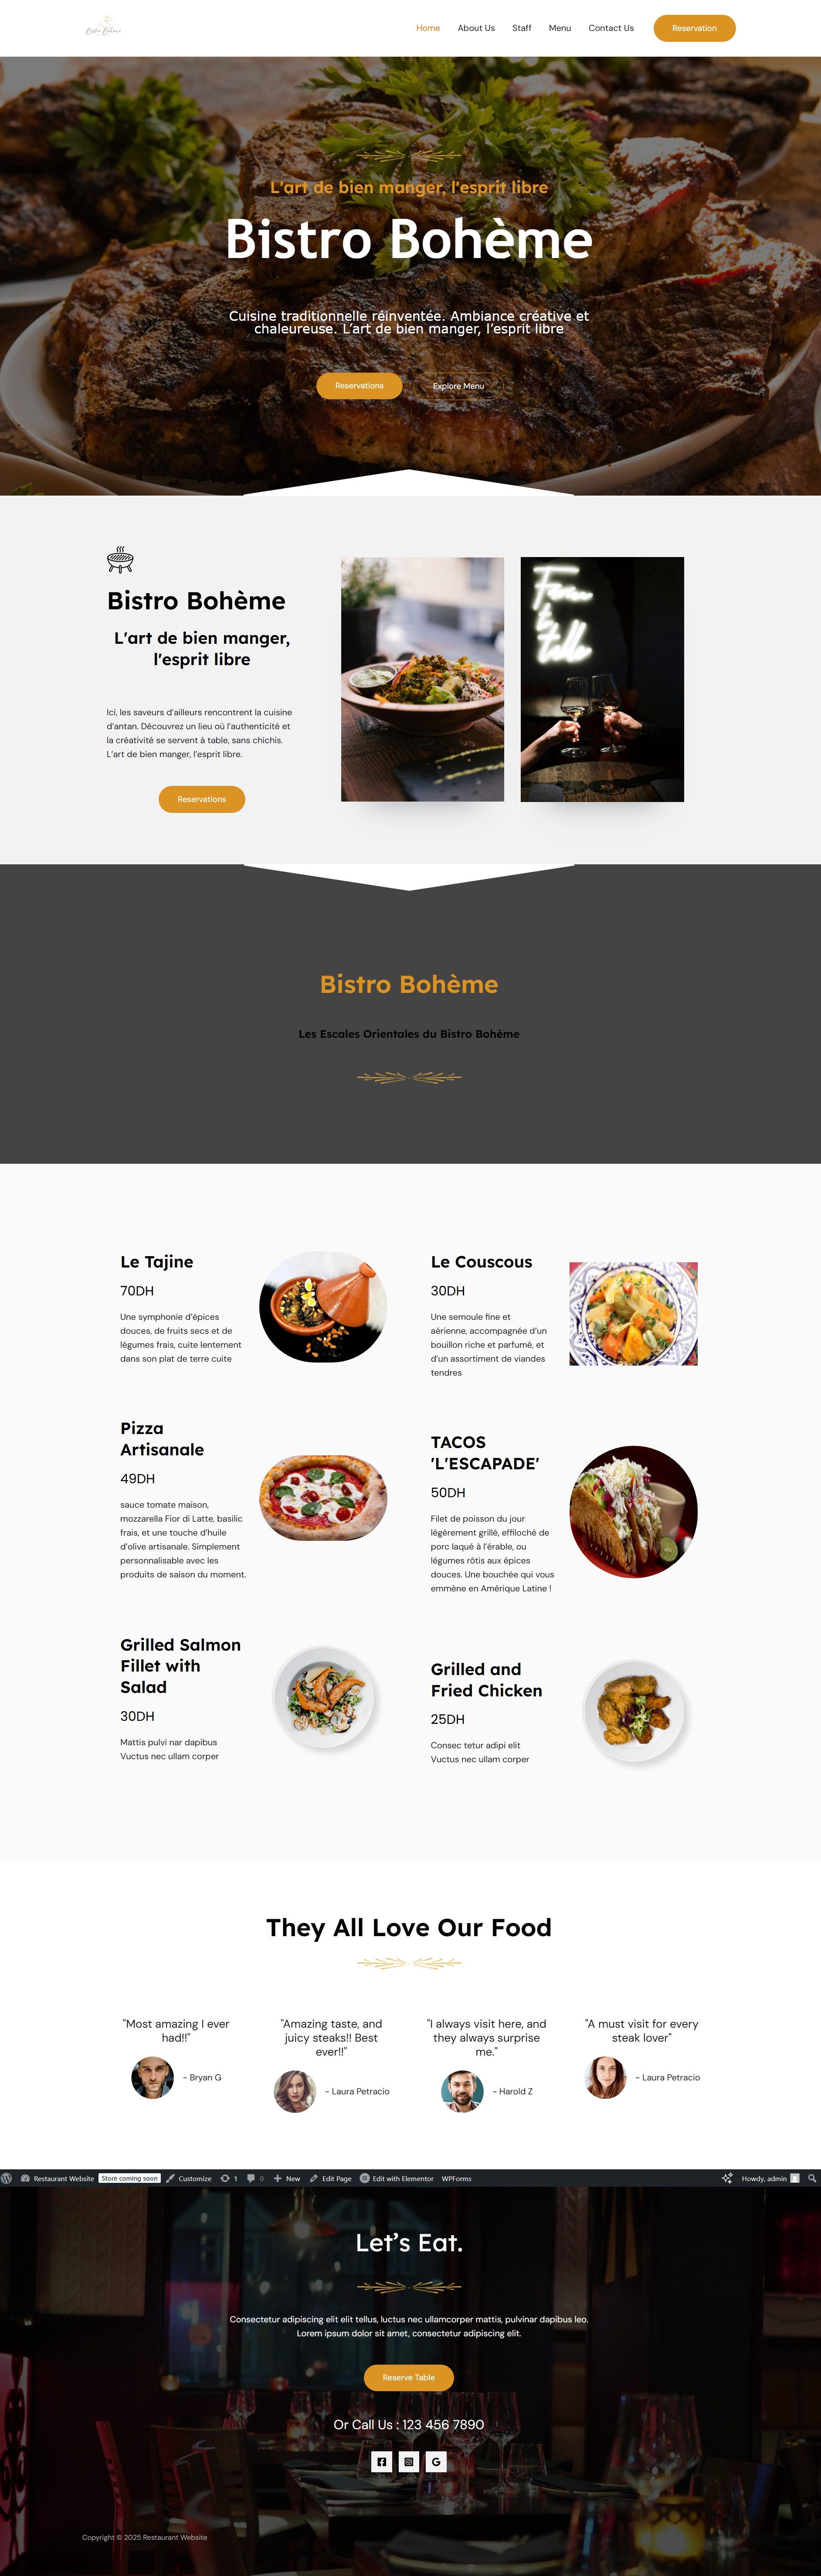 Bistro Bohème
Home
About Us
Staff
Menu
Contact Us
Reservation
L'art de bien manger, l'esprit libre
Bistro Bohème
Cuisine traditionnelle réinventée. Ambiance créative et
chaleureuse. L’art de bien manger, l’esprit libre
Reservations
Explore Menu
Bistro Bohème
L'art de bien manger,
l'esprit libre
Ici, les saveurs d’ailleurs rencontrent la cuisine
d’antan. Découvrez un lieu où l’authenticité et
la créativité se servent à table, sans chichis.
L’art de bien manger, l’esprit libre.
Reservations
Bistro Bohème
Les Escales Orientales du Bistro Bohème
Le Tajine
70DH
Une symphonie d’épices
douces, de fruits secs et de
légumes frais, cuite lentement
dans son plat de terre cuite
Le Couscous
30DH
Une semoule fine et
aérienne, accompagnée d’un
bouillon riche et parfumé, et
d’un assortiment de viandes
tendres
Pizza
Artisanale
49DH
sauce tomate maison,
mozzarella Fior di Latte, basilic
frais, et une touche d’huile
d’olive artisanale. Simplement
personnalisable avec les
produits de saison du moment.
TACOS
'L'ESCAPADE'
50DH
Filet de poisson du jour
légèrement grillé, effiloché de
porc laqué à l’érable, ou
légumes rôtis aux épices
douces. Une bouchée qui vous
emmène en Amérique Latine !
Grilled Salmon
Fillet with
Salad
30DH
Mattis pulvi nar dapibus
Vuctus nec ullam corper
Grilled and
Fried Chicken
25DH
Consec tetur adipi elit
Vuctus nec ullam corper
They All Love Our Food
"Most amazing I ever
had!!"
- Bryan G
"Amazing taste, and
juicy steaks!! Best
ever!!"
- Laura Petracio
"I always visit here, and
they always surprise
me."
- Harold Z
"A must visit for every
steak lover"
- Laura Petracio
Restaurant Website
Store coming soon
Customize
1
0
New
Edit Page
Edit with Elementor
WPForms
Howdy, admin
Let’s Eat.
Consectetur adipiscing elit elit tellus, luctus nec ullamcorper mattis, pulvinar dapibus leo.
Lorem ipsum dolor sit amet, consectetur adipiscing elit.
Reserve Table
Or Call Us : 123 456 7890
Copyright © 2025 Restaurant Website